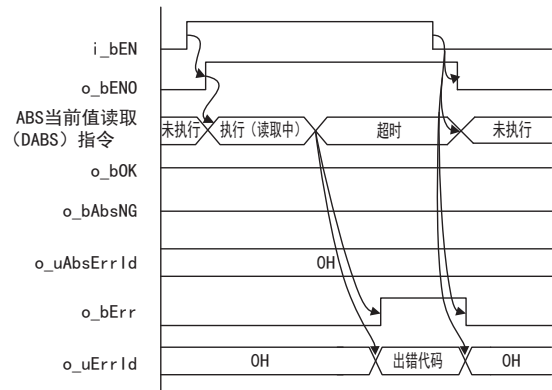 i_bEN
o_bENO
ABS当前值读取
（DABS）指令
未执行 执行（读取中） 超时 未执行
o_bOK
o_bAbsNG
o_uAbsErrId
0H
o_bErr
o_uErrId
0H 出错代码 0H